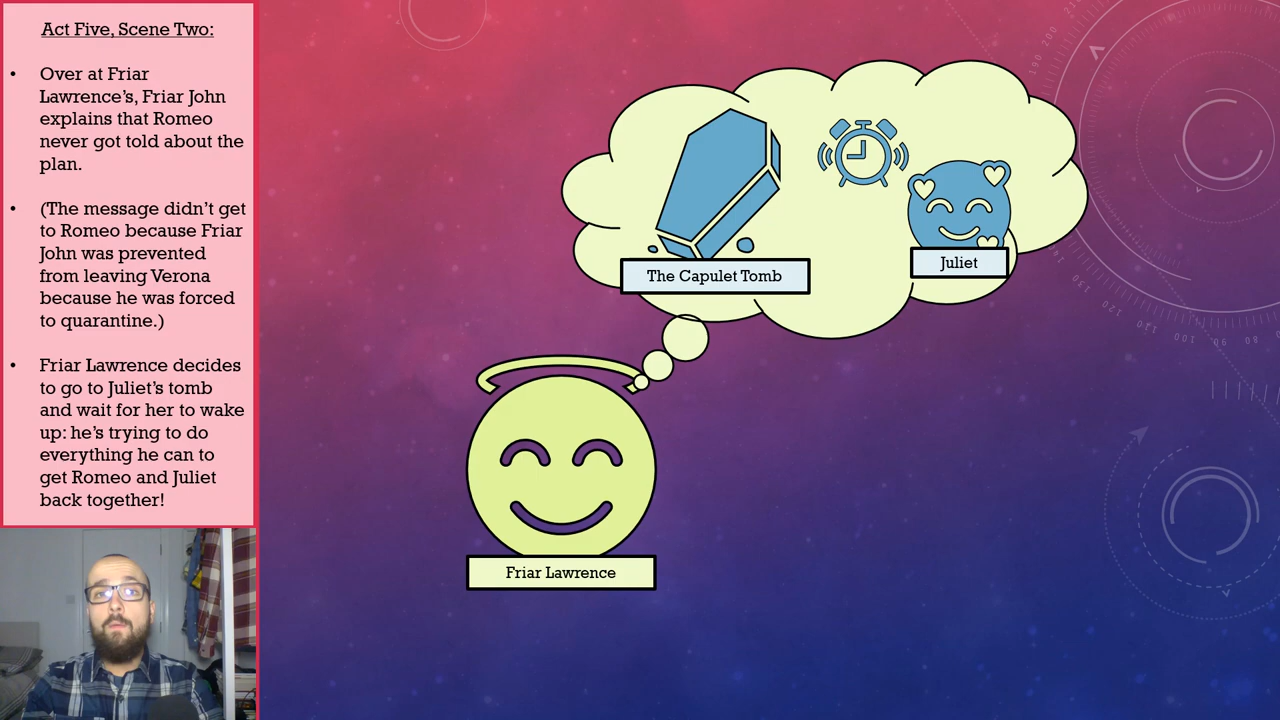 Act Five, Scene Two:
• Over at Friar
Lawrence's, Friar John
explains that Romeo
never got told about the
plan.
• (The message didn't get
to Romeo because Friar
John was prevented
from leaving Verona
because he was forced
to quarantine.)
• Friar Lawrence decides
to go to Juliet's tomb
and wait for her to wake
up: he's trying to do
everything he can to
get Romeo and Juliet
back together!
The Capulet Tomb
Juliet
Friar Lawrence